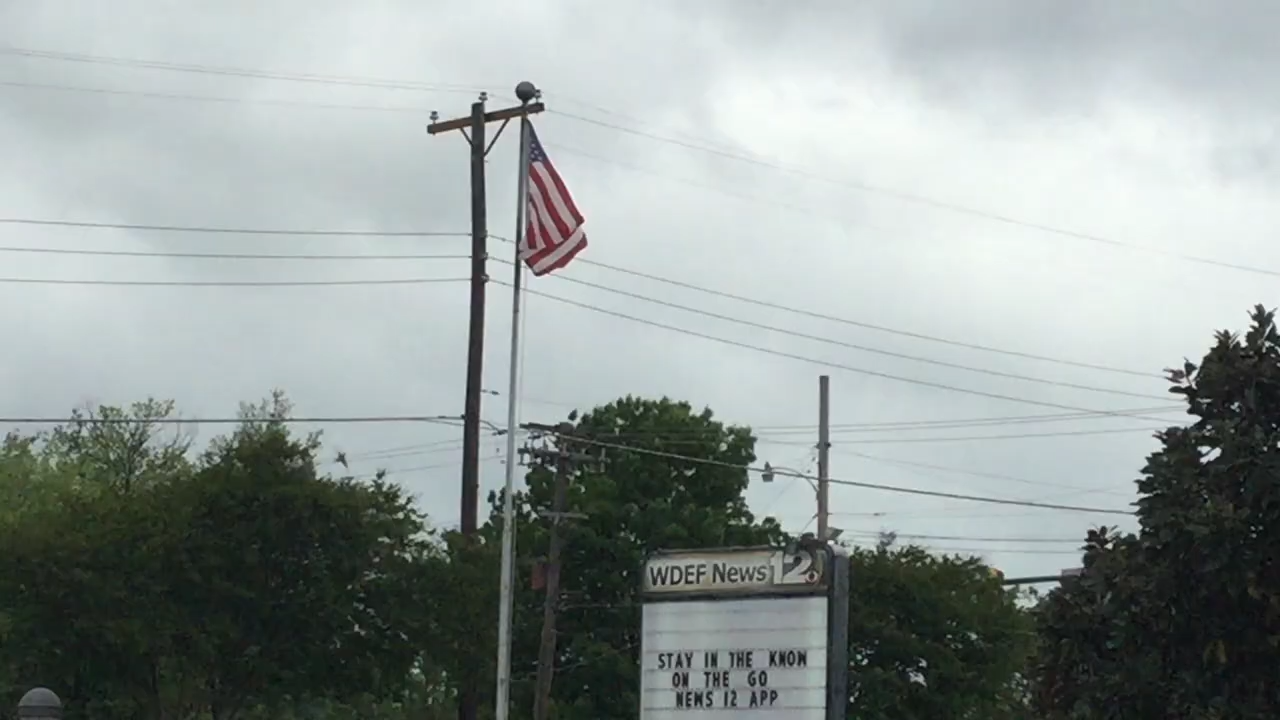 WDEF News 12
STAY IN THE KNOW
ON THE GO
NEWS 12 APP